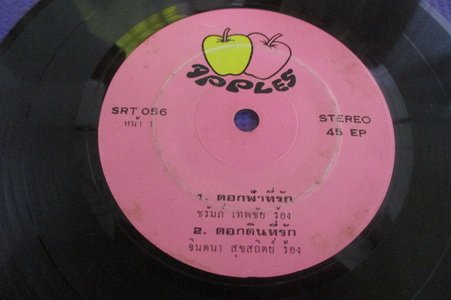 APPLES
SRT 056
หน้า 1
STEREO
45 EP
1. ดอกฟ้าที่รัก
ชรัมภ์ เทพชัย ร้อง
2. ดอกดินที่รัก
จินตนา สุขสถิตย์ ร้อง